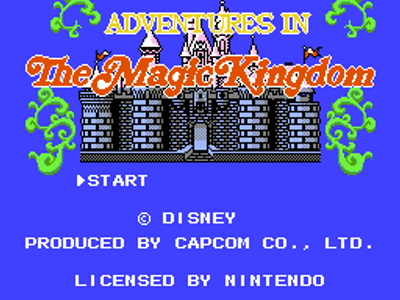 ADVENTURES IN
The Magic Kingdom
START
© DISNEY
PRODUCED BY CAPCOM CO., LTD.
LICENSED BY NINTENDO